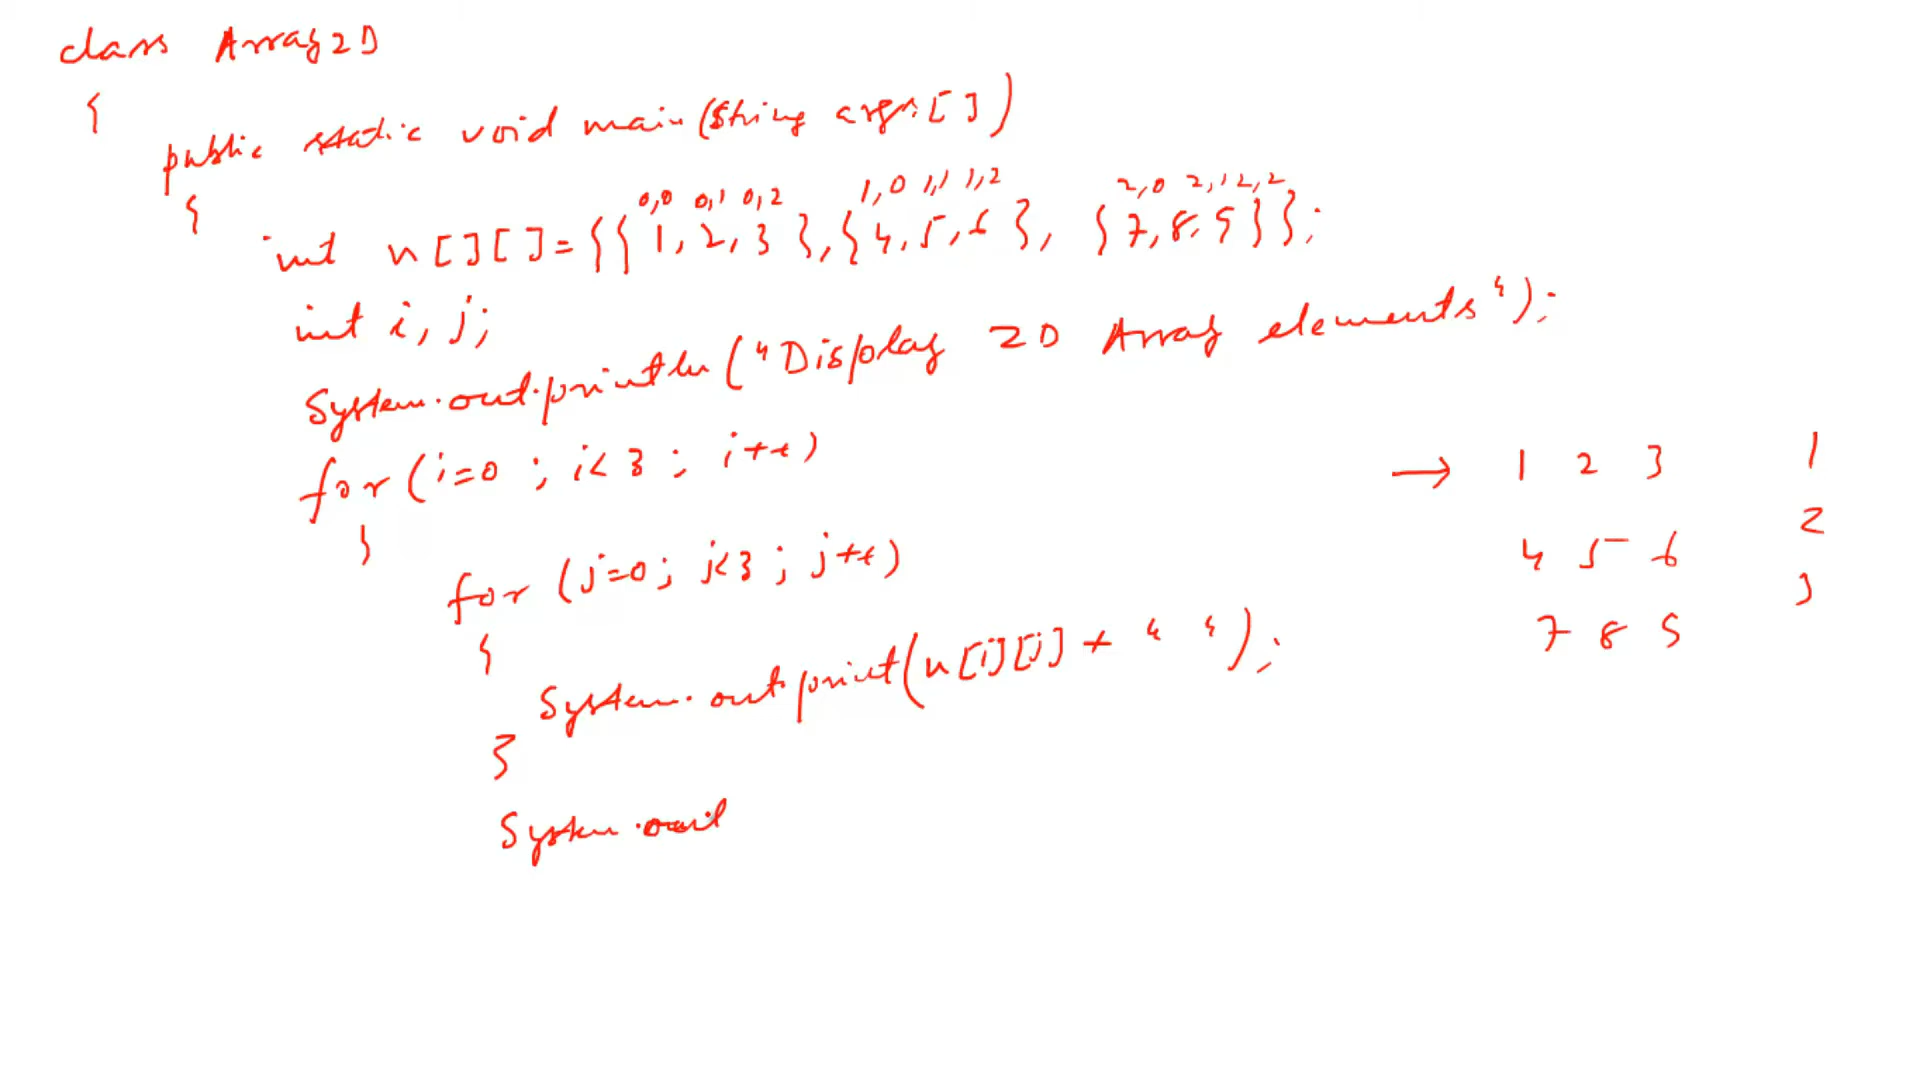 class Array2D
{
public static void main(String args[])
{
0,0 0,1 0,2 1,0 1,1 1,2 2,0 2,1 2,2
int n[][]={{1,2,3},{4,5,6}, {7,8,9}};
int i, j;
System.out.println("Display 2D Array elements");
for(i=0 ; i<3 ; i++)
{
for (j=0; j<3 ; j++)
{
System.out.print(n[i][j]+ " ");
}
System.out
→ 1 2 3 1
4 5 6 2
7 8 9 3